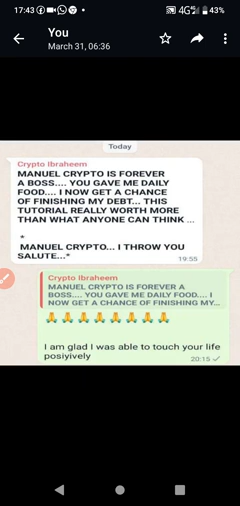 17:43
4G
43%
You
March 31, 06:36
Today
Crypto Ibraheem
MANUEL CRYPTO IS FOREVER
A BOSS.... YOU GAVE ME DAILY
FOOD.... I NOW GET A CHANCE
OF FINISHING MY DEBT... THIS
TUTORIAL REALLY WORTH MORE
THAN WHAT ANYONE CAN THINK ...
*
MANUEL CRYPTO... I THROW YOU
SALUTE...*
19:55
Crypto Ibraheem
MANUEL CRYPTO IS FOREVER A
BOSS.... YOU GAVE ME DAILY FOOD.... I
NOW GET A CHANCE OF FINISHING MY...
🙏🙏🙏🙏🙏🙏🙏🙏
I am glad I was able to touch your life
posiyively
20:15